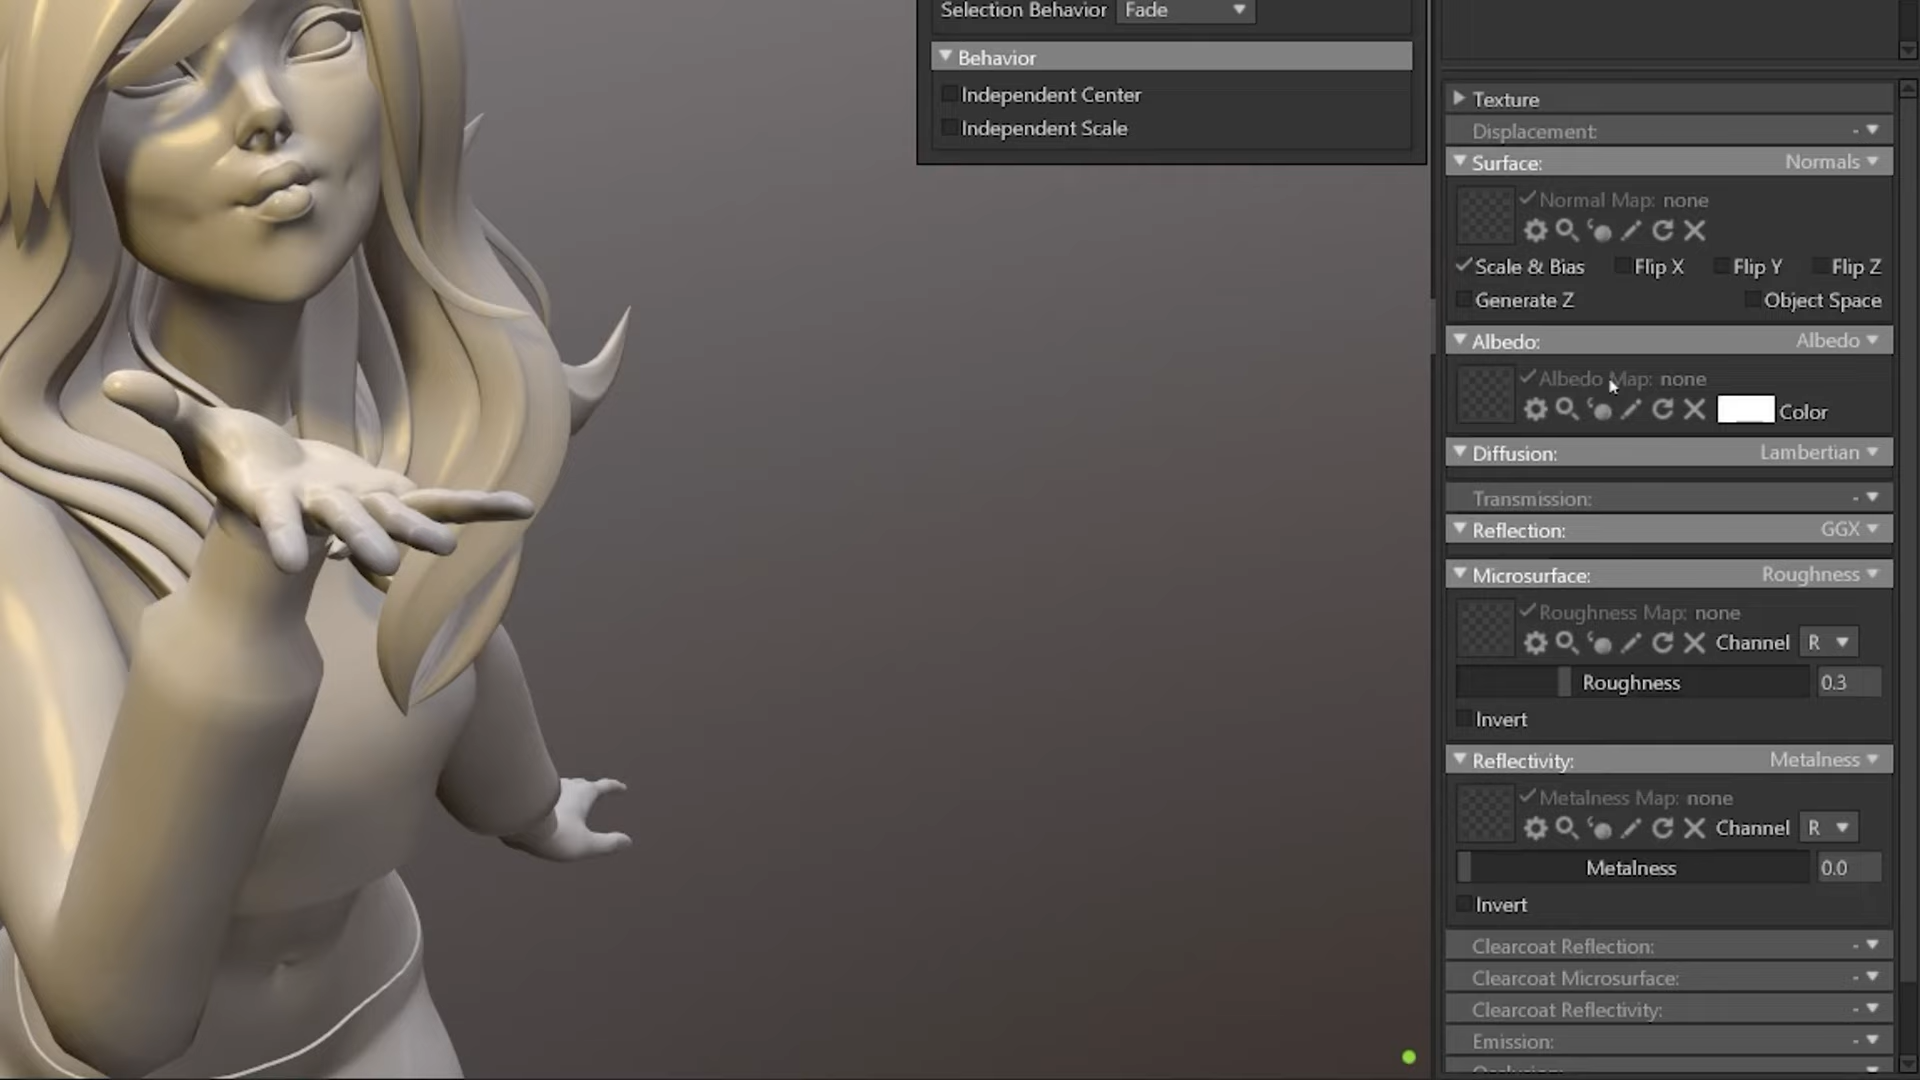 Selection Behavior Fade
Behavior
Independent Center
Independent Scale
Texture
Displacement: -
Surface: Normals
Normal Map: none
Scale & Bias Flip X Flip Y Flip Z
Generate Z Object Space
Albedo: Albedo
Albedo Map: none
Color
Diffusion: Lambertian
Transmission: -
Reflection: GGX
Microsurface: Roughness
Roughness Map: none
Channel R
Roughness 0.3
Invert
Reflectivity: Metalness
Metalness Map: none
Channel R
Metalness 0.0
Invert
Clearcoat Reflection: -
Clearcoat Microsurface: -
Clearcoat Reflectivity: -
Emission: -